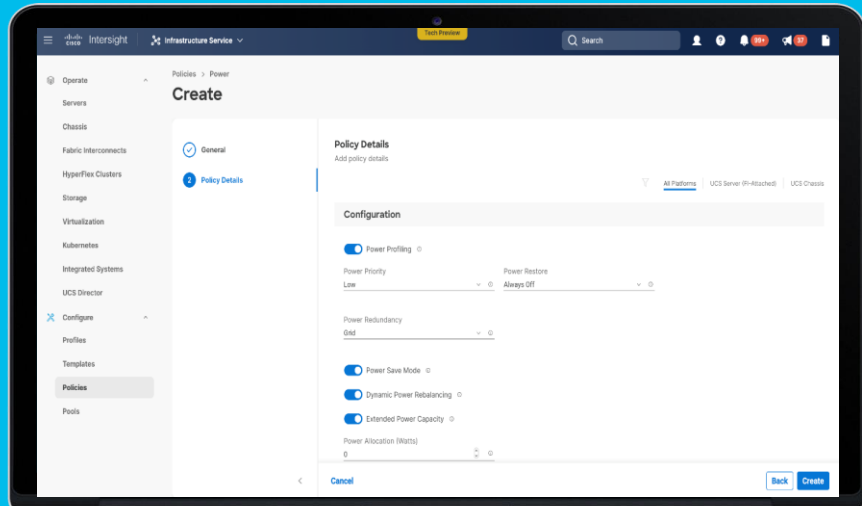 Tech Preview
cisco Intersight
Infrastructure Service
Search
99+
37
Operate
Servers
Chassis
Fabric Interconnects
HyperFlex Clusters
Storage
Virtualization
Kubernetes
Integrated Systems
UCS Director
Configure
Profiles
Templates
Policies
Pools
Policies > Power
Create
General
2 Policy Details
Policy Details
Add policy details
All Platforms | UCS Server (FI-Attached) | UCS Chassis
Configuration
Power Profiling
Power Priority
Low
Power Restore
Always Off
Power Redundancy
Grid
Power Save Mode
Dynamic Power Rebalancing
Extended Power Capacity
Power Allocation (Watts)
0
Cancel
Back
Create